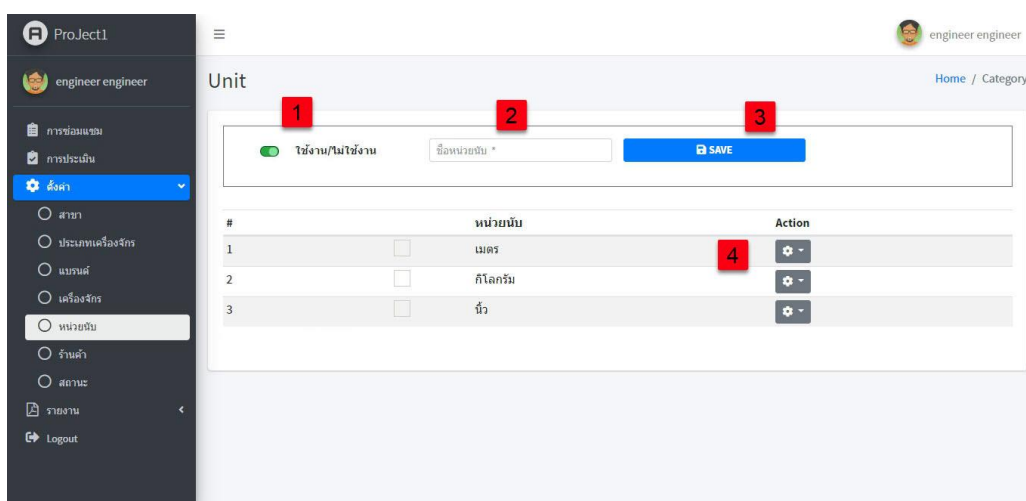 ProJect1
engineer engineer
engineer engineer
Unit
Home / Category
การซ่อมแซม
การประเมิน
ตั้งค่า
สาขา
ประเภทเครื่องจักร
แบรนด์
เครื่องจักร
หน่วยนับ
ร้านค้า
สถานะ
รายงาน
Logout
1
2
3
ใช้งาน/ไม่ใช้งาน
ชื่อหน่วยนับ *
SAVE
# หน่วยนับ Action
1 เมตร
4
2 กิโลกรัม
3 นิ้ว